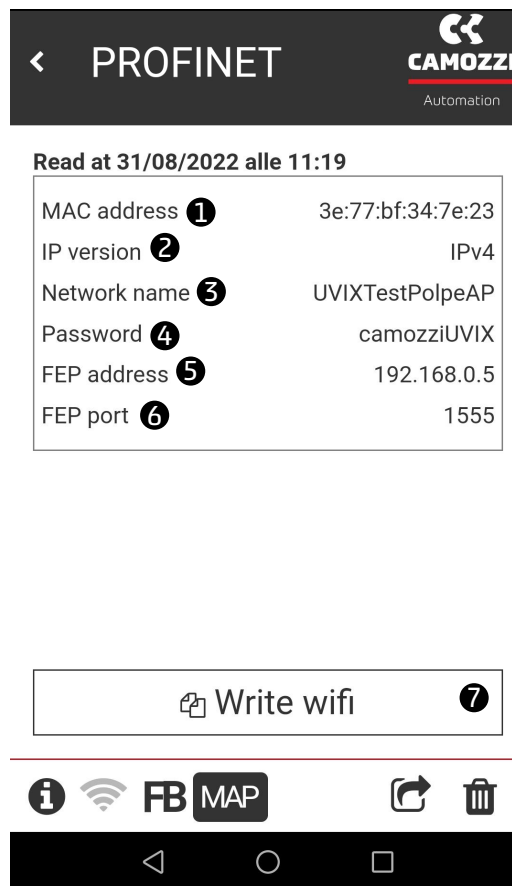 PROFINET
CAMOZZI
Automation
Read at 31/08/2022 alle 11:19
MAC address 1 3e:77:bf:34:7e:23
IP version 2 IPv4
Network name 3 UVIXTestPolpeAP
Password 4 camozziUVIX
FEP address 5 192.168.0.5
FEP port 6 1555
Write wifi 7
FB MAP